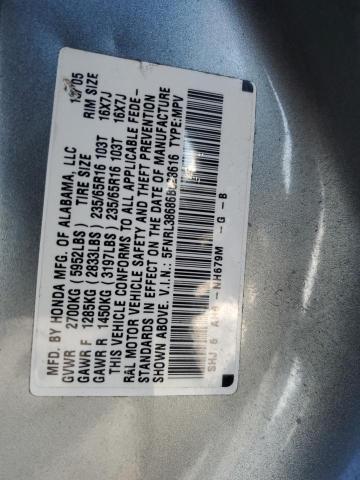 MFD. BY HONDA MFG. OF ALABAMA, LLC 05
GVWR 2700KG (5952LBS) TIRE SIZE RIM SIZE
GAWR F 1285KG (2833LBS) 235/65R16 103T 16X7J
GAWR R 1450KG (3197LBS) 235/65R16 103T 16X7J
THIS VEHICLE CONFORMS TO ALL APPLICABLE FEDE-
RAL MOTOR VEHICLE SAFETY AND THEFT PREVENTION
STANDARDS IN EFFECT ON THE DATE OF MANUFACTURE
SHOWN ABOVE. V.I.N.: TYPE:MPV
NH679M - G - B